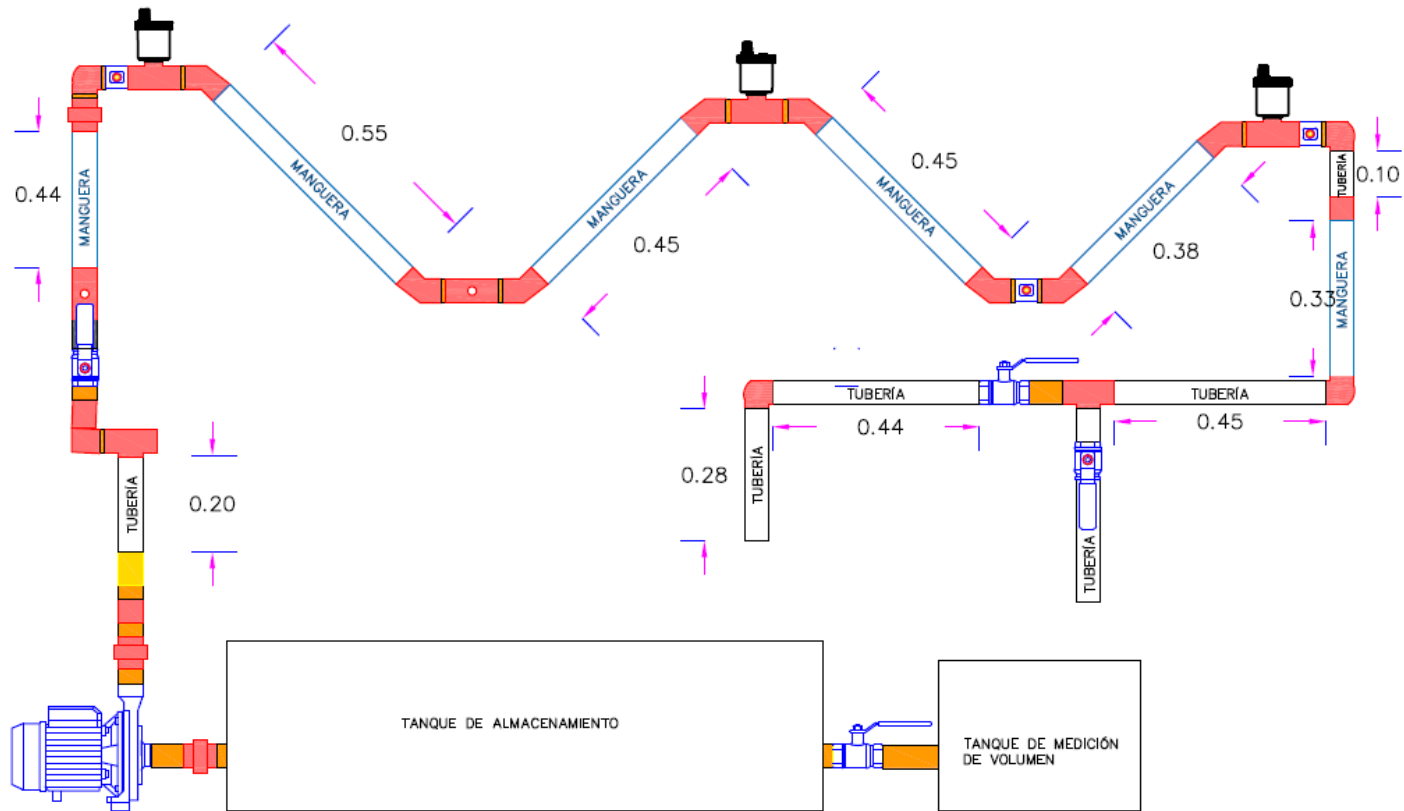 0.55
0.44
MANGUERA
MANGUERA
MANGUERA
0.45
MANGUERA
0.45
MANGUERA
0.38
TUBERÍA
0.10
0.33
MANGUERA
TUBERÍA
0.44
TUBERÍA
0.45
0.28
TUBERÍA
TUBERÍA
TUBERÍA
0.20
TANQUE DE ALMACENAMIENTO
TANQUE DE MEDICIÓN
DE VOLUMEN